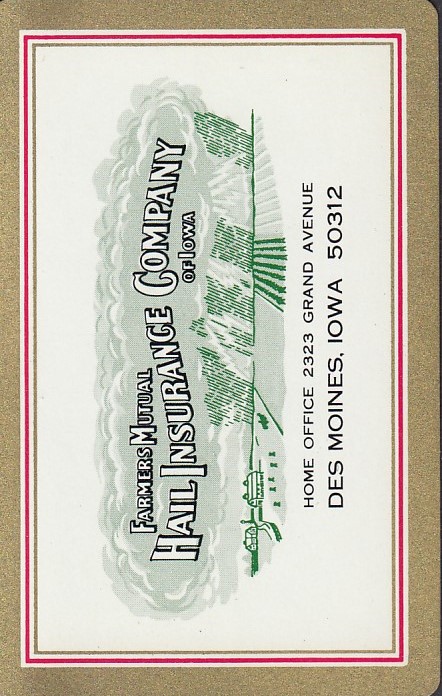 FARMERS MUTUAL
HAIL INSURANCE COMPANY
OF IOWA
HOME OFFICE 2323 GRAND AVENUE
DES MOINES, IOWA 50312